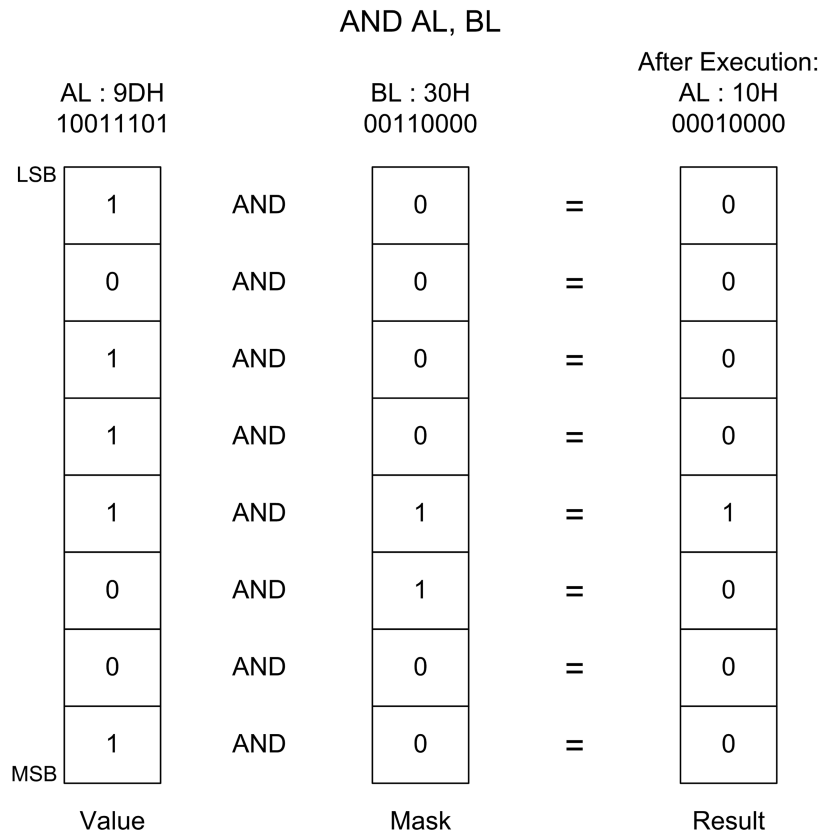 AND AL, BL
After Execution:
AL : 9DH BL : 30H AL : 10H
10011101 00110000 00010000
LSB
1 AND 0 = 0
0 AND 0 = 0
1 AND 0 = 0
1 AND 0 = 0
1 AND 1 = 1
0 AND 1 = 0
0 AND 0 = 0
1 AND 0 = 0
MSB
Value Mask Result